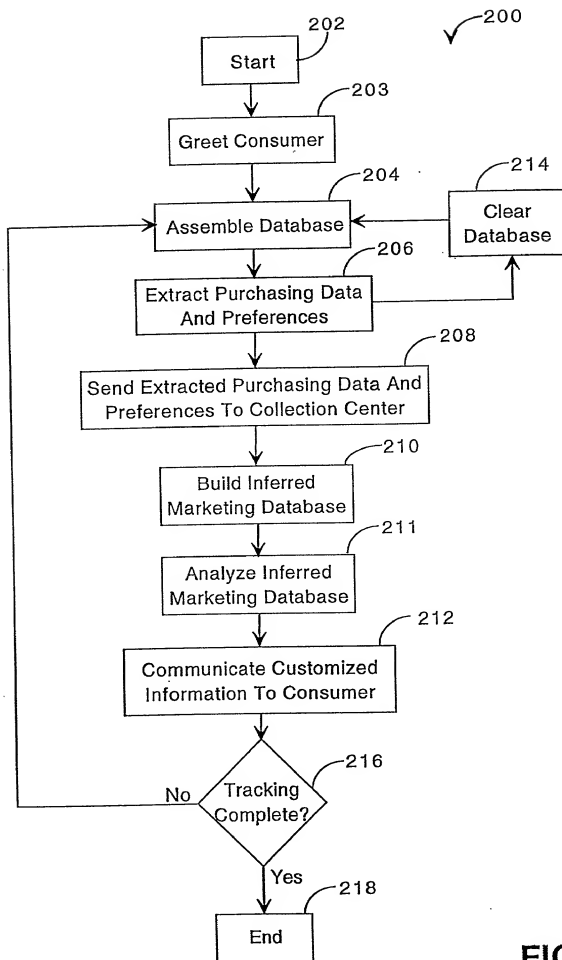 202
200
Start
203
Greet Consumer
204
214
Assemble Database
Clear
Database
206
Extract Purchasing Data
And Preferences
208
Send Extracted Purchasing Data And
Preferences To Collection Center
210
Build Inferred
Marketing Database
211
Analyze Inferred
Marketing Database
212
Communicate Customized
Information To Consumer
216
Tracking
Complete?
No
Yes
218
End